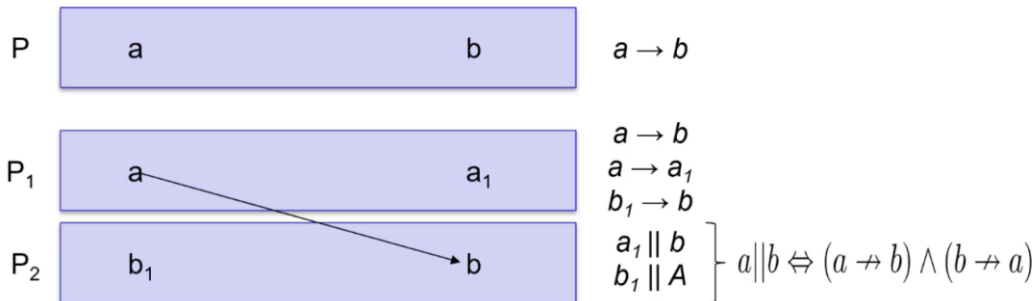 P a b a → b
a → b
P₁ a a₁ a → a₁
b₁ → b
a₁ || b
P₂ b₁ b b₁ || A
a||b ⇔ (a ↛ b) ∧ (b ↛ a)